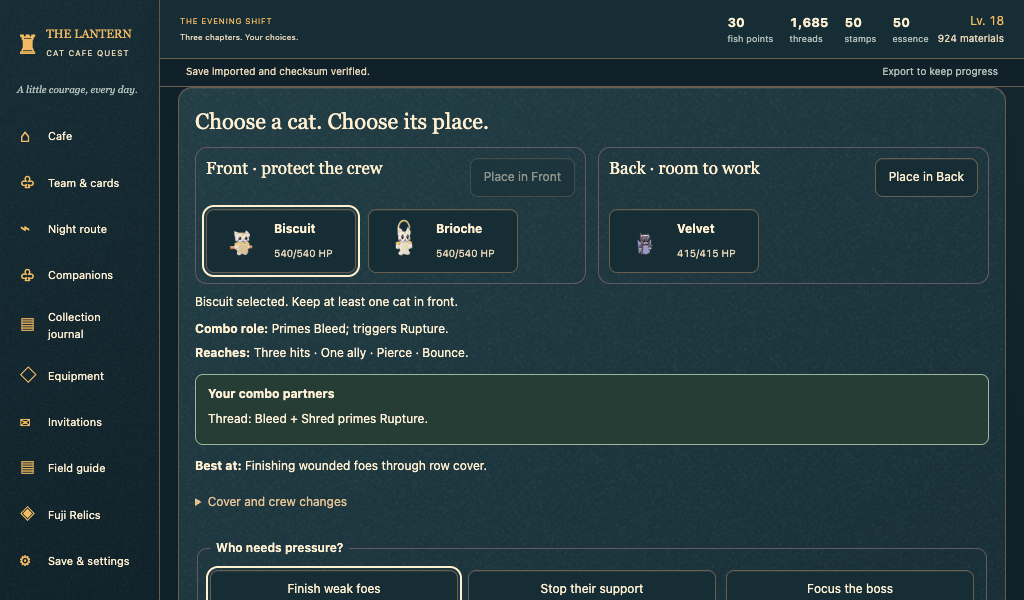 THE LANTERN
CAT CAFE QUEST
A little courage, every day.
Cafe
Team & cards
Night route
Companions
Collection
journal
Equipment
Invitations
Field guide
Fuji Relics
Save & settings
THE EVENING SHIFT
Three chapters. Your choices.
30
fish points
1,685
threads
50
stamps
50
essence
Lv. 18
924 materials
Save imported and checksum verified.
Export to keep progress
Choose a cat. Choose its place.
Front · protect the crew
Place in Front
Biscuit
540/540 HP
Brioche
540/540 HP
Back · room to work
Place in Back
Velvet
415/415 HP
Biscuit selected. Keep at least one cat in front.
Combo role: Primes Bleed; triggers Rupture.
Reaches: Three hits · One ally · Pierce · Bounce.
Your combo partners
Thread: Bleed + Shred primes Rupture.
Best at: Finishing wounded foes through row cover.
Cover and crew changes
Who needs pressure?
Finish weak foes
Stop their support
Focus the boss